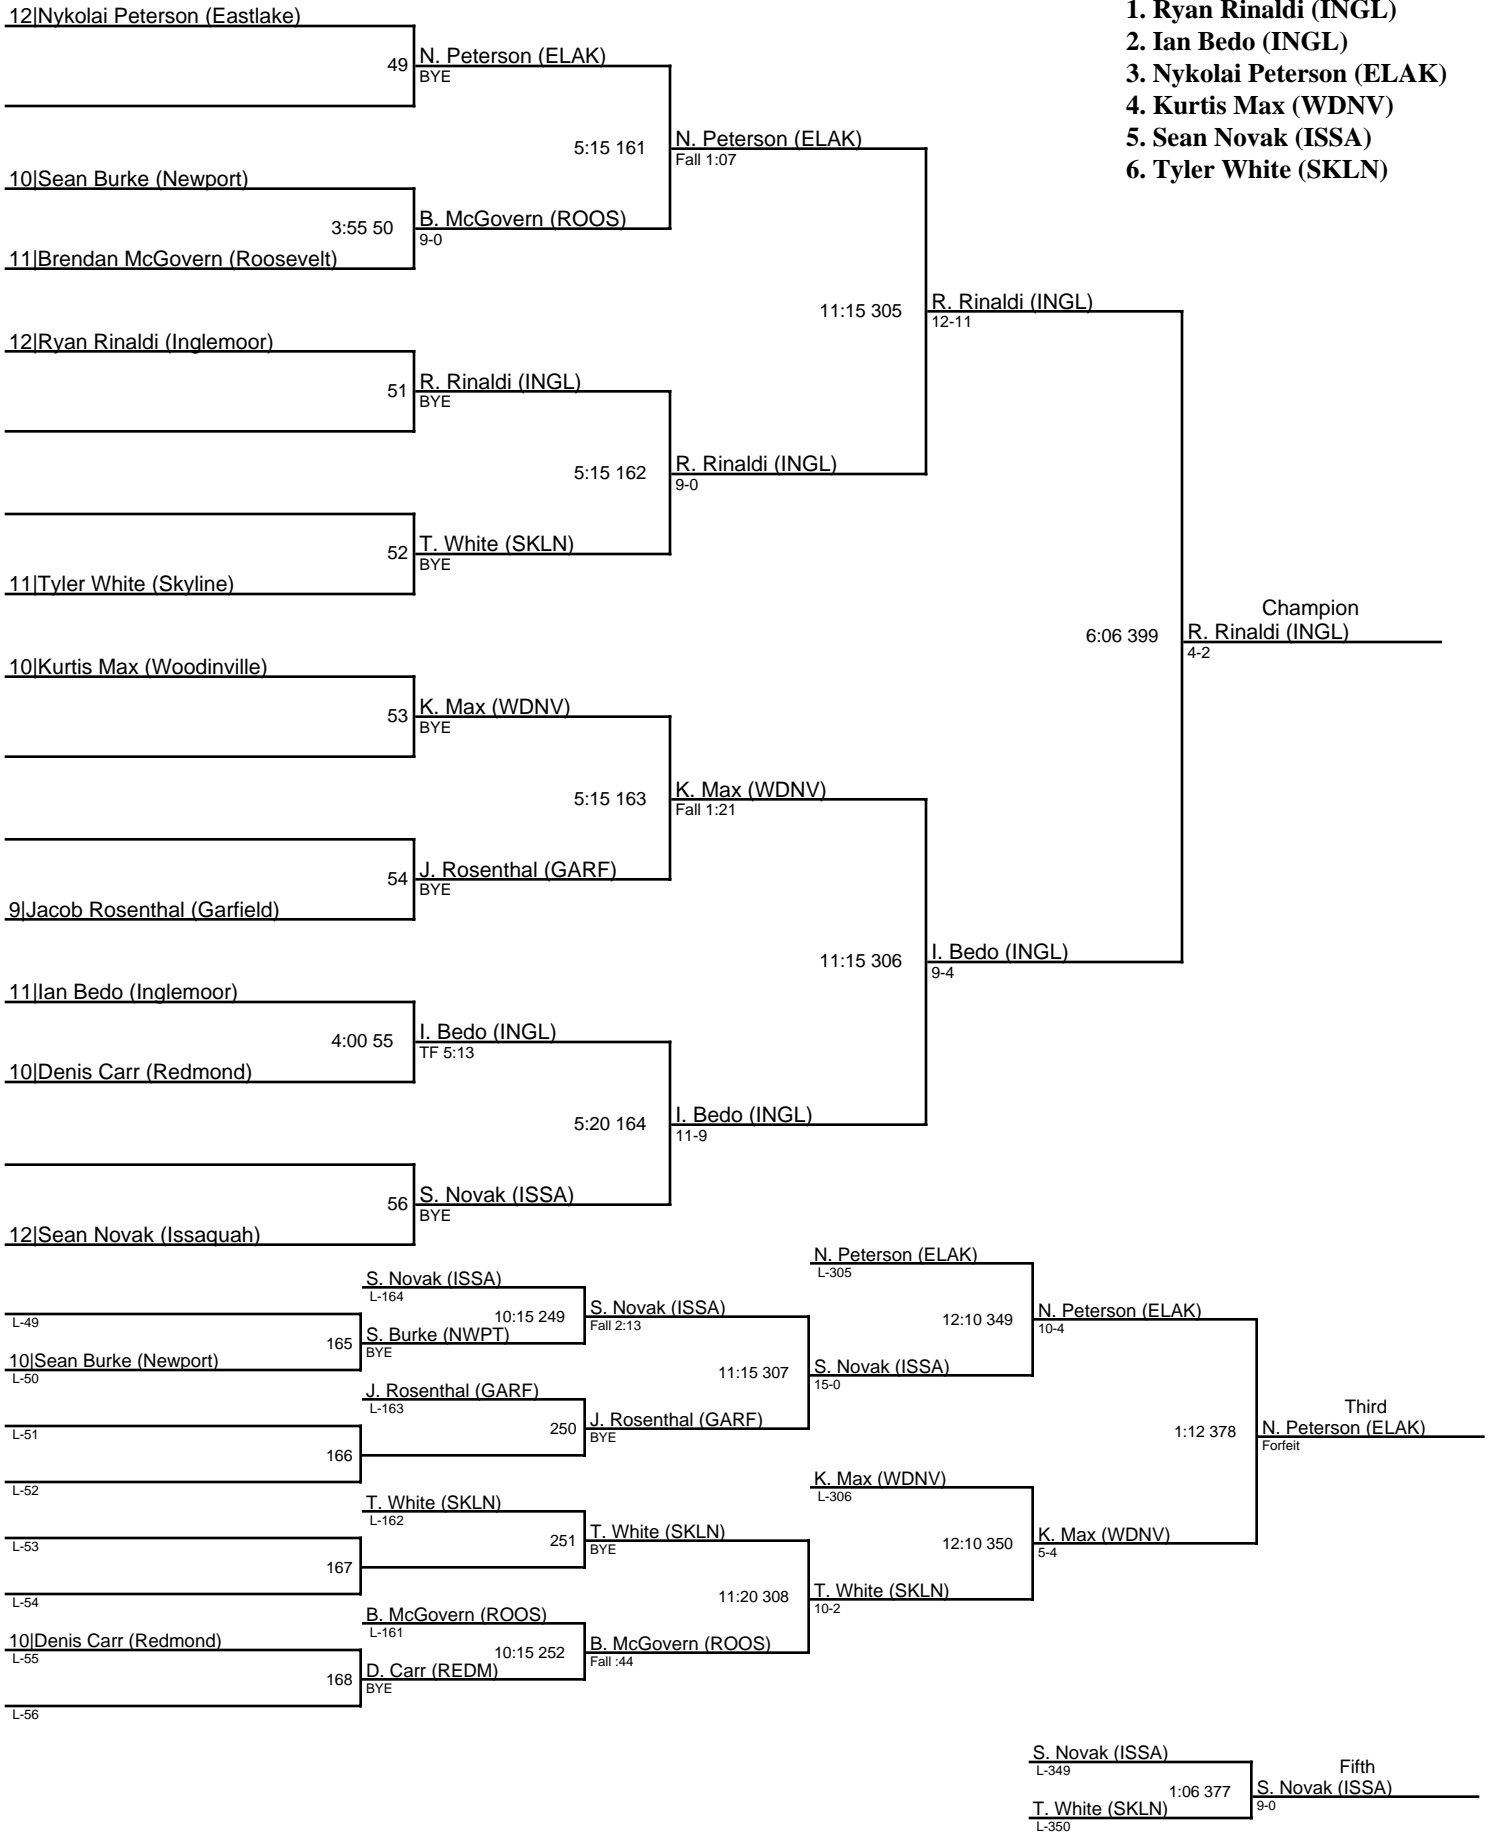 1. Ryan Rinaldi (INGL)
2. Ian Bedo (INGL)
3. Nykolai Peterson (ELAK)
4. Kurtis Max (WDNV)
5. Sean Novak (ISSA)
6. Tyler White (SKLN)
12|Nykolai Peterson (Eastlake)
49
N. Peterson (ELAK)
BYE
5:15 161
N. Peterson (ELAK)
Fall 1:07
10|Sean Burke (Newport)
3:55 50
B. McGovern (ROOS)
9-0
11|Brendan McGovern (Roosevelt)
11:15 305
R. Rinaldi (INGL)
12-11
12|Ryan Rinaldi (Inglemoor)
51
R. Rinaldi (INGL)
BYE
5:15 162
R. Rinaldi (INGL)
9-0
52
T. White (SKLN)
BYE
11|Tyler White (Skyline)
6:06 399
Champion
R. Rinaldi (INGL)
4-2
10|Kurtis Max (Woodinville)
53
K. Max (WDNV)
BYE
5:15 163
K. Max (WDNV)
Fall 1:21
54
J. Rosenthal (GARF)
BYE
9|Jacob Rosenthal (Garfield)
11:15 306
I. Bedo (INGL)
9-4
11|Ian Bedo (Inglemoor)
4:00 55
I. Bedo (INGL)
TF 5:13
10|Denis Carr (Redmond)
5:20 164
I. Bedo (INGL)
11-9
56
S. Novak (ISSA)
BYE
12|Sean Novak (Issaquah)
S. Novak (ISSA)
L-164
L-49
165
S. Burke (NWPT)
BYE
10|Sean Burke (Newport)
L-50
10:15 249
S. Novak (ISSA)
Fall 2:13
J. Rosenthal (GARF)
L-163
L-51
166
L-52
250
J. Rosenthal (GARF)
BYE
11:15 307
S. Novak (ISSA)
15-0
N. Peterson (ELAK)
L-305
12:10 349
N. Peterson (ELAK)
10-4
T. White (SKLN)
L-162
L-53
167
L-54
251
T. White (SKLN)
BYE
B. McGovern (ROOS)
L-161
10|Denis Carr (Redmond)
L-55
168
D. Carr (REDM)
BYE
L-56
10:15 252
B. McGovern (ROOS)
Fall :44
11:20 308
T. White (SKLN)
10-2
K. Max (WDNV)
L-306
12:10 350
K. Max (WDNV)
5-4
1:12 378
Third
N. Peterson (ELAK)
Forfeit
S. Novak (ISSA)
L-349
1:06 377
T. White (SKLN)
L-350
Fifth
S. Novak (ISSA)
9-0